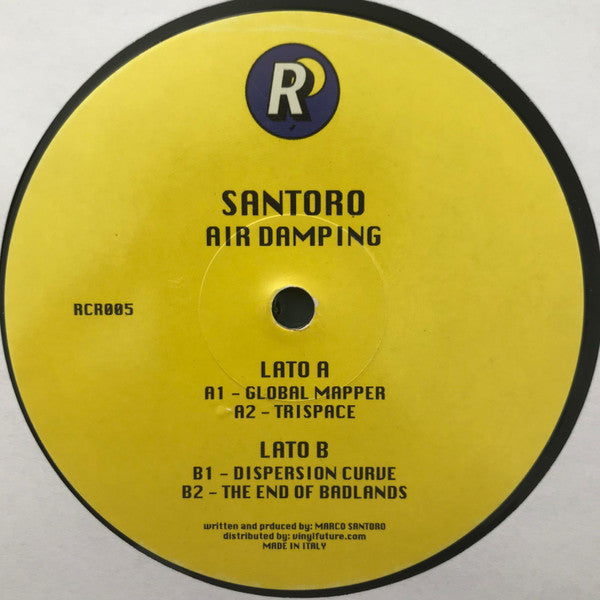 R
SANTORO
AIR DAMPING
RCR005
LATO A
A1 - GLOBAL MAPPER
A2 - TRISPACE
LATO B
B1 - DISPERSION CURVE
B2 - THE END OF BADLANDS
written and prduced by: MARCO SANTORO
distributed by: vinylfuture.com
MADE IN ITALY